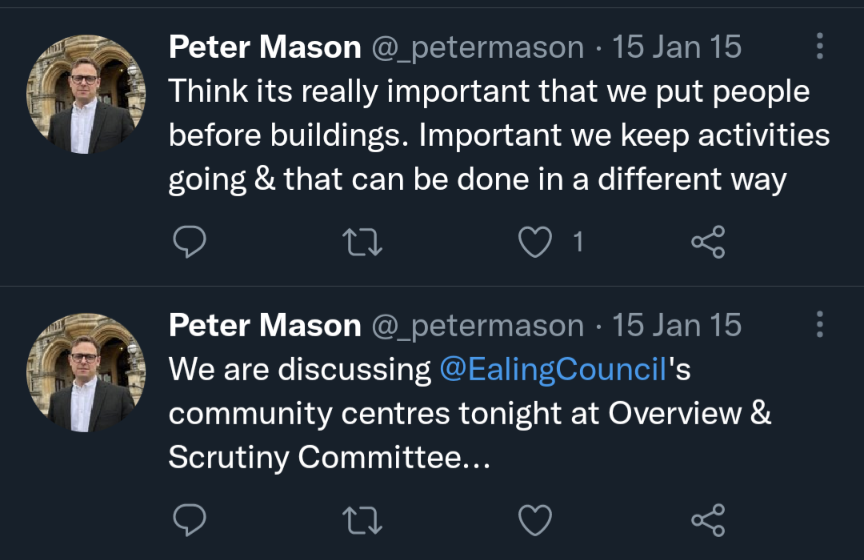 Peter Mason @_petermason · 15 Jan 15
Think its really important that we put people
before buildings. Important we keep activities
going & that can be done in a different way
1
Peter Mason @_petermason · 15 Jan 15
We are discussing @EalingCouncil's
community centres tonight at Overview &
Scrutiny Committee...